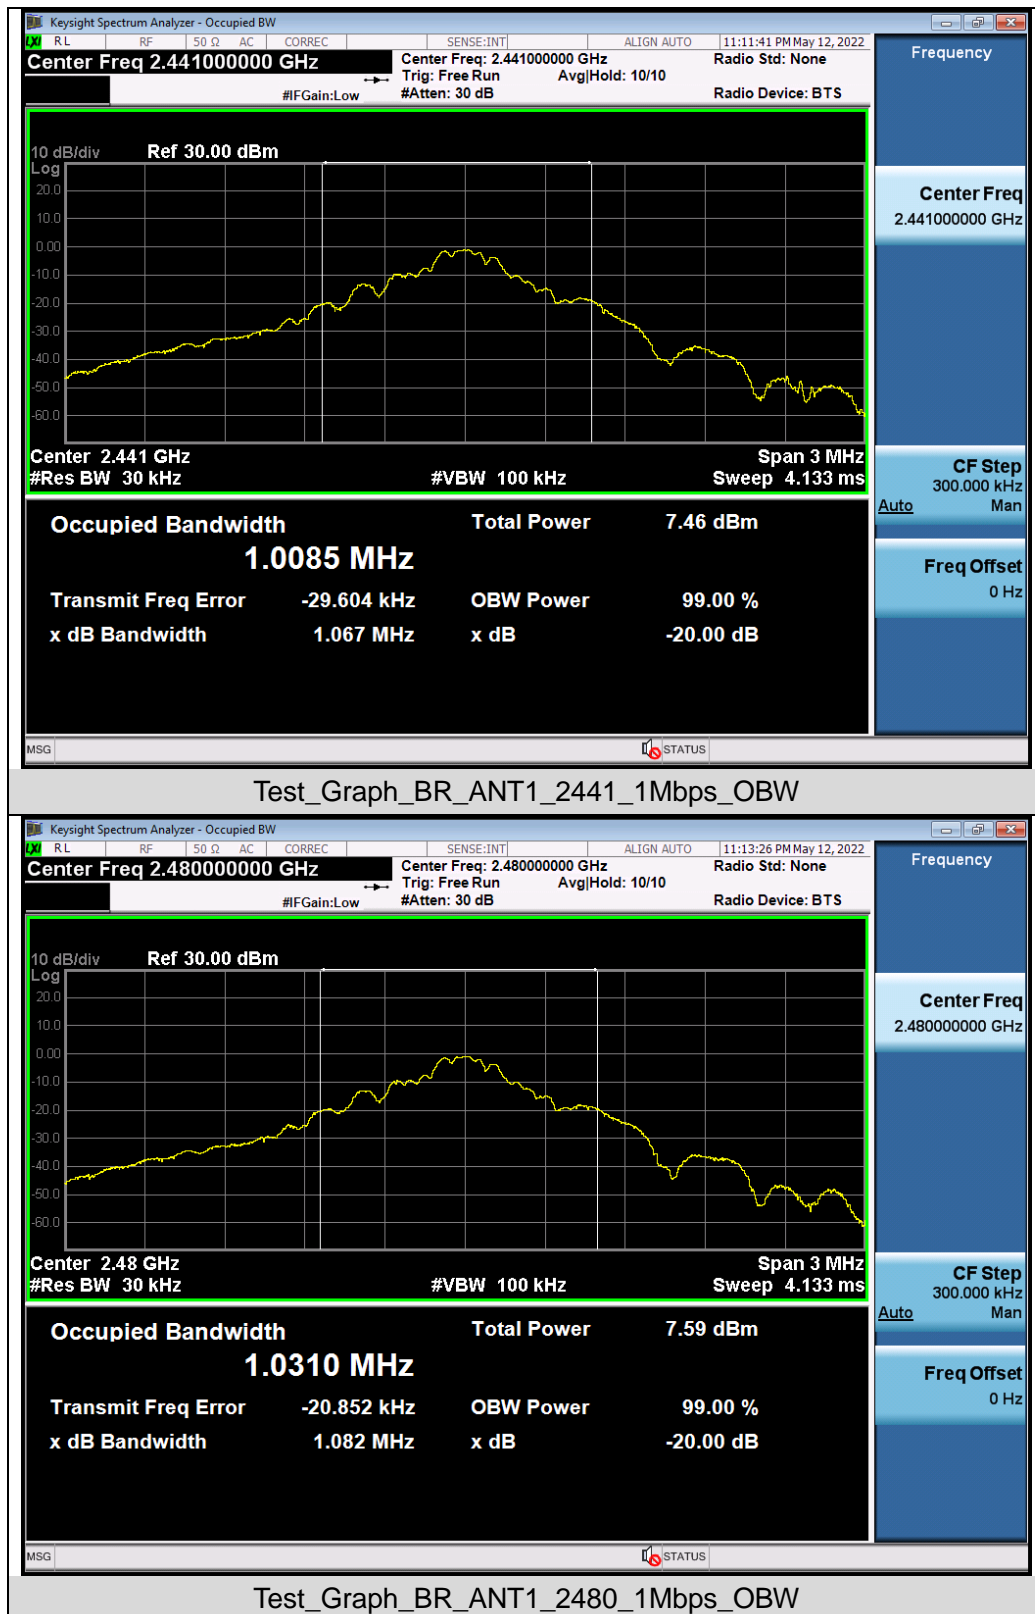 Keysight Spectrum Analyzer - Occupied BW
LXI RL RF 50 Ω AC CORREC SENSE:INT ALIGN AUTO 11:11:41 PM May 12, 2022
Center Freq 2.441000000 GHz
Center Freq: 2.441000000 GHz
Radio Std: None
Trig: Free Run Avg|Hold: 10/10
#IFGain:Low #Atten: 30 dB Radio Device: BTS
Frequency
10 dB/div Ref 30.00 dBm
Log
20.0
10.0
0.00
-10.0
-20.0
-30.0
-40.0
-50.0
-60.0
Center 2.441 GHz Span 3 MHz
#Res BW 30 kHz #VBW 100 kHz Sweep 4.133 ms
Center Freq
2.441000000 GHz
CF Step
300.000 kHz
Auto Man
Freq Offset
0 Hz
Occupied Bandwidth Total Power 7.46 dBm
1.0085 MHz
Transmit Freq Error -29.604 kHz OBW Power 99.00 %
x dB Bandwidth 1.067 MHz x dB -20.00 dB
MSG STATUS
Test_Graph_BR_ANT1_2441_1Mbps_OBW
Keysight Spectrum Analyzer - Occupied BW
LXI RL RF 50 Ω AC CORREC SENSE:INT ALIGN AUTO 11:13:26 PM May 12, 2022
Center Freq 2.480000000 GHz
Center Freq: 2.480000000 GHz
Radio Std: None
Trig: Free Run Avg|Hold: 10/10
#IFGain:Low #Atten: 30 dB Radio Device: BTS
Frequency
10 dB/div Ref 30.00 dBm
Log
20.0
10.0
0.00
-10.0
-20.0
-30.0
-40.0
-50.0
-60.0
Center 2.48 GHz Span 3 MHz
#Res BW 30 kHz #VBW 100 kHz Sweep 4.133 ms
Center Freq
2.480000000 GHz
CF Step
300.000 kHz
Auto Man
Freq Offset
0 Hz
Occupied Bandwidth Total Power 7.59 dBm
1.0310 MHz
Transmit Freq Error -20.852 kHz OBW Power 99.00 %
x dB Bandwidth 1.082 MHz x dB -20.00 dB
MSG STATUS
Test_Graph_BR_ANT1_2480_1Mbps_OBW